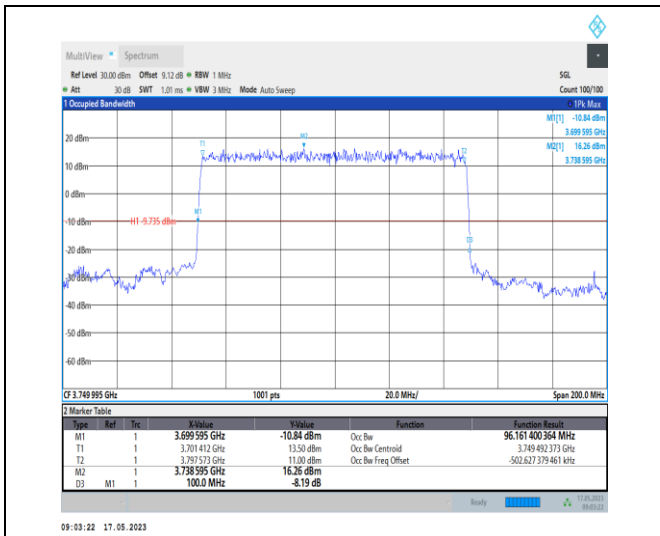 MultiView Spectrum
Ref Level 30.00 dBm Offset 9.12 dB RBW 1 MHz SGL
Att 30 dB SWT 1.01 ms VBW 3 MHz Mode Auto Sweep Count 100/100
1 Occupied Bandwidth 1Pk Max
M1[1] -10.84 dBm
3.699 595 GHz
M2[1] 16.26 dBm
3.738 595 GHz
20 dBm
T1
M2
T2
10 dBm
0 dBm
M1
-10 dBm
H1 -9.735 dBm
-20 dBm
D3
-30 dBm
-40 dBm
-50 dBm
-60 dBm
CF 3.749 995 GHz 1001 pts 20.0 MHz/ Span 200.0 MHz
2 Marker Table
Type Ref Trc X-Value Y-Value Function Function Result
M1 1 3.699 595 GHz -10.84 dBm Occ Bw 96.161 400 364 MHz
T1 1 3.701 412 GHz 13.50 dBm Occ Bw Centroid 3.749 492 373 GHz
T2 1 3.797 573 GHz 11.00 dBm Occ Bw Freq Offset -502.627 379 461 kHz
M2 1 3.738 595 GHz 16.26 dBm
D3 M1 1 100.0 MHz -8.19 dB
Ready 17.05.2023
09:03:22
09:03:22 17.05.2023